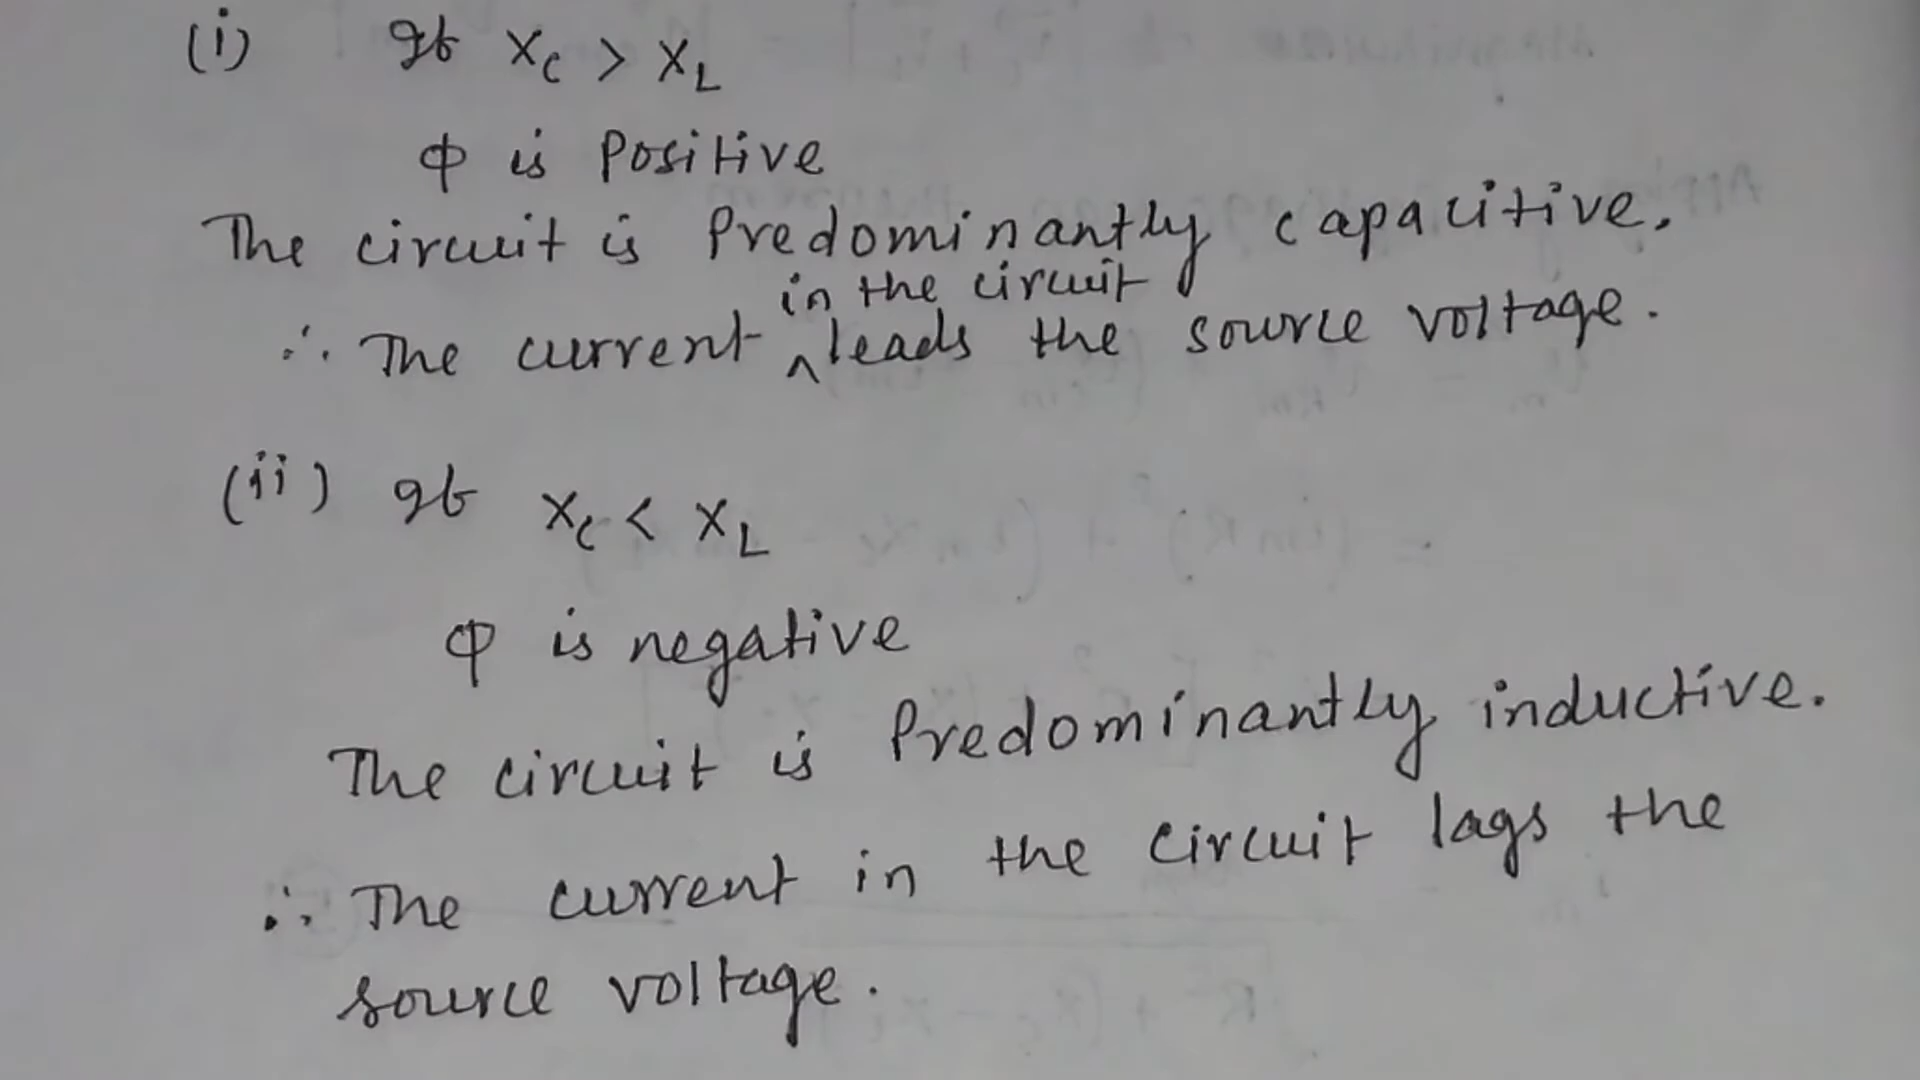 (i) If Xc > XL
ϕ is Positive
The circuit is Predominantly capacitive.
∴ The current in the circuit leads the source voltage.
(ii) If Xc < XL
ϕ is negative
The circuit is Predominantly inductive.
∴ The current in the circuit lags the
source voltage.